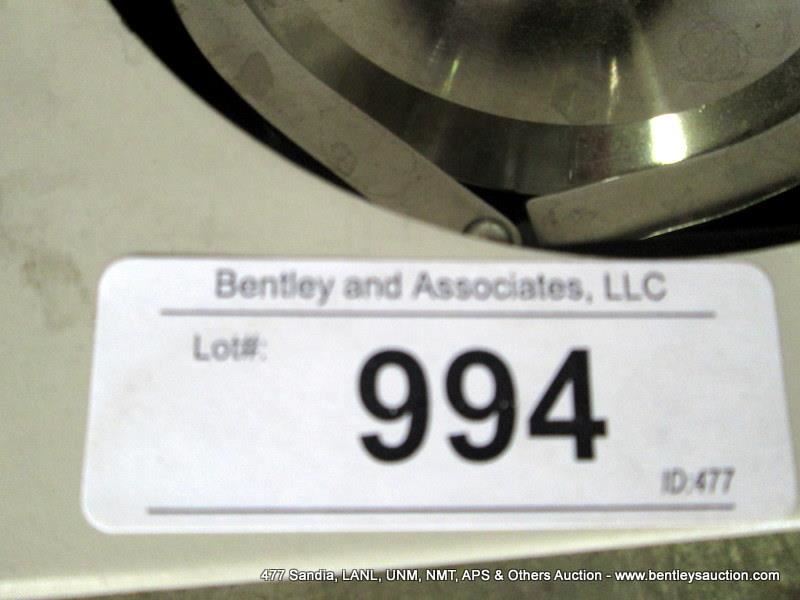 Bentley and Associates, LLC
Lot#:
994
ID:477
477 Sandia, LANL, UNM, NMT, APS & Others Auction - www.bentleysauction.com